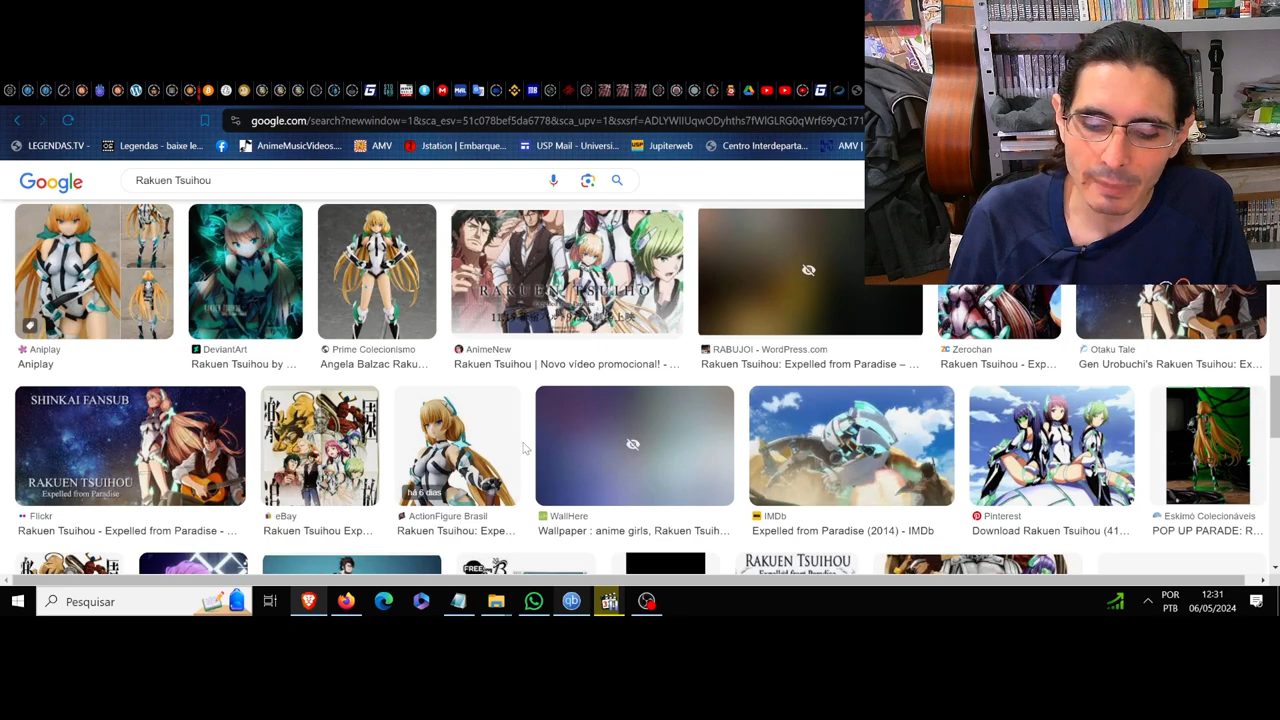 google.com/search?newwindow=1&sca_esv=51c078bef5da6778&sca_upv=1&sxsrf=ADLYWIIUqwODyhths7fWIGLRG0qWrf69yQ:171
LEGENDAS.TV - Legendas - baixe le... AnimeMusicVideos.... AMV Jstation | Embarque... USP Mail - Universi... Jupiterweb Centro Interdeparta... AMV |
Google Rakuen Tsuihou
RAKUEN TSUIHO
Aniplay
Aniplay
DeviantArt
Rakuen Tsuihou by ...
Prime Colecionismo
Angela Balzac Raku...
AnimeNew
Rakuen Tsuihou | Novo vídeo promocional! - ...
RABUJOI - WordPress.com
Rakuen Tsuihou: Expelled from Paradise – ...
Zerochan
Rakuen Tsuihou - Exp...
Otaku Tale
Gen Urobuchi's Rakuen Tsuihou: Ex...
SHINKAI FANSUB
RAKUEN TSUIHOU
Expelled from Paradise
há 6 dias
Flickr
Rakuen Tsuihou - Expelled from Paradise - ...
eBay
Rakuen Tsuihou Exp...
ActionFigure Brasil
Rakuen Tsuihou: Expe...
WallHere
Wallpaper : anime girls, Rakuen Tsuih...
IMDb
Expelled from Paradise (2014) - IMDb
Pinterest
Download Rakuen Tsuihou (41...
Eskimó Colecionáveis
POP UP PARADE: R...
FREE
RAKUEN TSUIHOU
Expelled from Paradise
Pesquisar
POR
PTB
12:31
06/05/2024